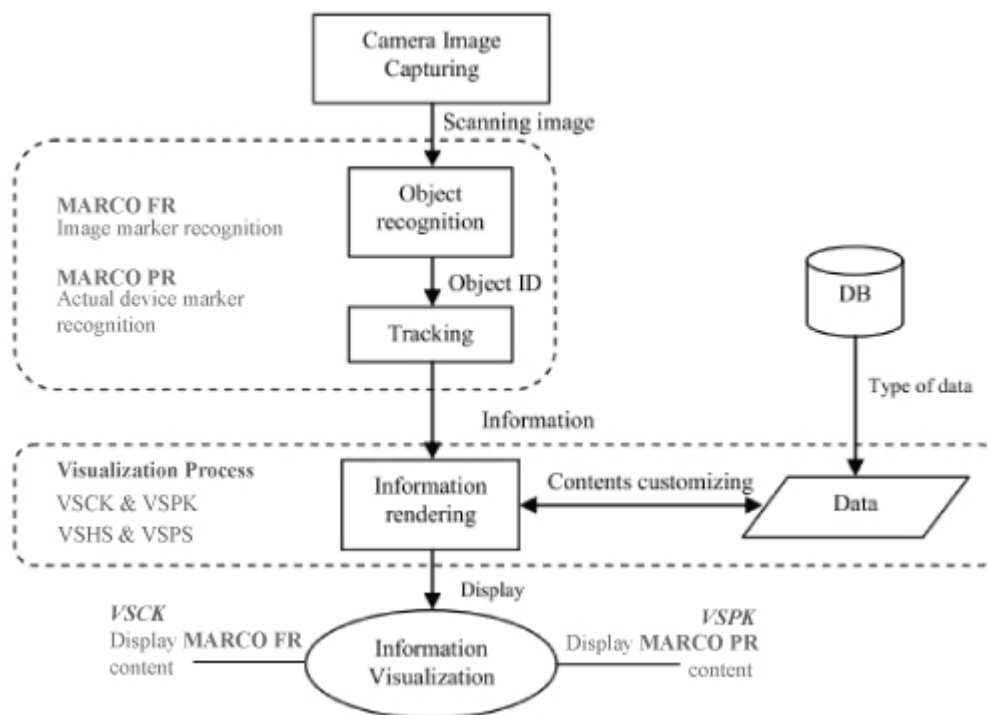 Camera Image
Capturing
Scanning image
MARCO FR
Image marker recognition
MARCO PR
Actual device marker
recognition
Object
recognition
Object ID
Tracking
DB
Type of data
Information
Visualization Process
VSCK & VSPK
VSHS & VSPS
Information
rendering
Contents customizing
Data
Display
VSCK
Display MARCO FR
content
Information
Visualization
VSPK
Display MARCO PR
content